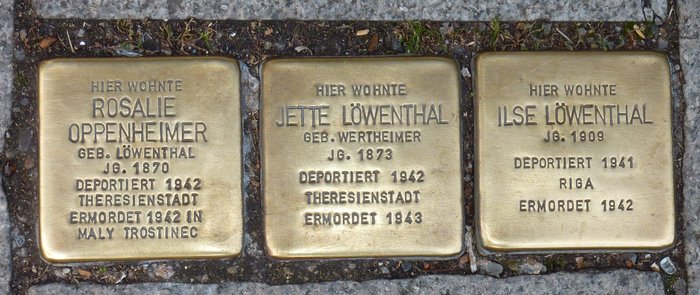 HIER WOHNTE
ROSALIE
OPPENHEIMER
GEB. LÖWENTHAL
JG. 1870
DEPORTIERT 1942
THERESIENSTADT
ERMORDET 1942 IN
MALY TROSTINEC
HIER WOHNTE
JETTE LÖWENTHAL
GEB. WERTHEIMER
JG. 1873
DEPORTIERT 1942
THERESIENSTADT
ERMORDET 1943
HIER WOHNTE
ILSE LÖWENTHAL
JG. 1909
DEPORTIERT 1941
RIGA
ERMORDET 1942